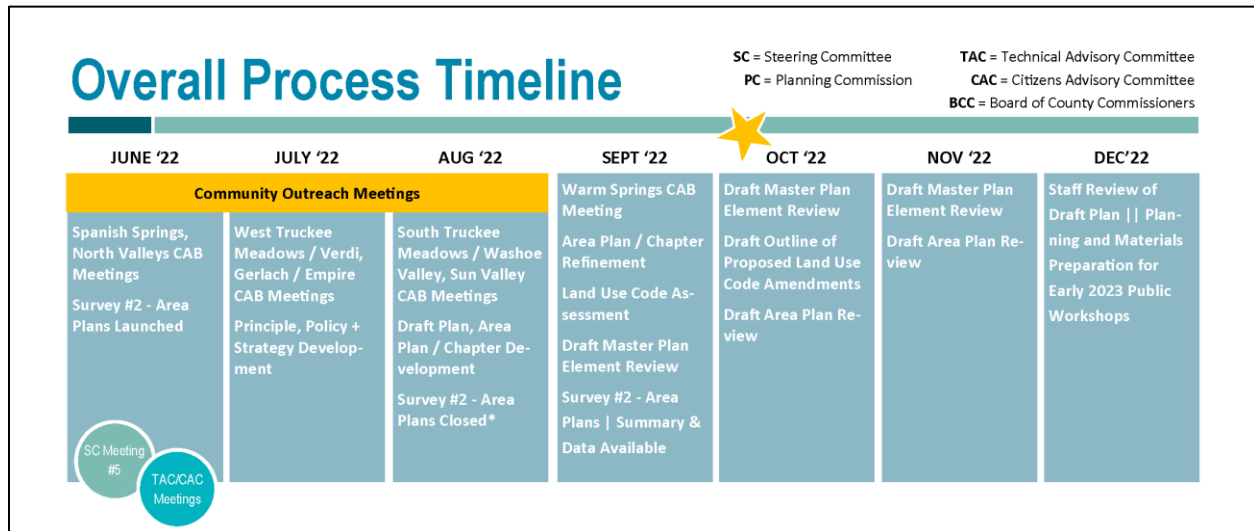 Overall Process Timeline
SC = Steering Committee
PC = Planning Commission
TAC = Technical Advisory Committee
CAC = Citizens Advisory Committee
BCC = Board of County Commissioners
JUNE ‘22
JULY ‘22
AUG ‘22
SEPT ‘22
OCT ‘22
NOV ‘22
DEC’22
Community Outreach Meetings
Spanish Springs,
North Valleys CAB
Meetings
Survey #2 - Area
Plans Launched
SC Meeting
#5
TAC/CAC
Meetings
West Truckee
Meadows / Verdi,
Gerlach / Empire
CAB Meetings
Principle, Policy +
Strategy Develop-
ment
South Truckee
Meadows / Washoe
Valley, Sun Valley
CAB Meetings
Draft Plan, Area
Plan / Chapter De-
velopment
Survey #2 - Area
Plans Closed*
Warm Springs CAB
Meeting
Area Plan / Chapter
Refinement
Land Use Code As-
sessment
Draft Master Plan
Element Review
Survey #2 - Area
Plans | Summary &
Data Available
Draft Master Plan
Element Review
Draft Outline of
Proposed Land Use
Code Amendments
Draft Area Plan Re-
view
Draft Master Plan
Element Review
Draft Area Plan Re-
view
Staff Review of
Draft Plan || Plan-
ning and Materials
Preparation for
Early 2023 Public
Workshops